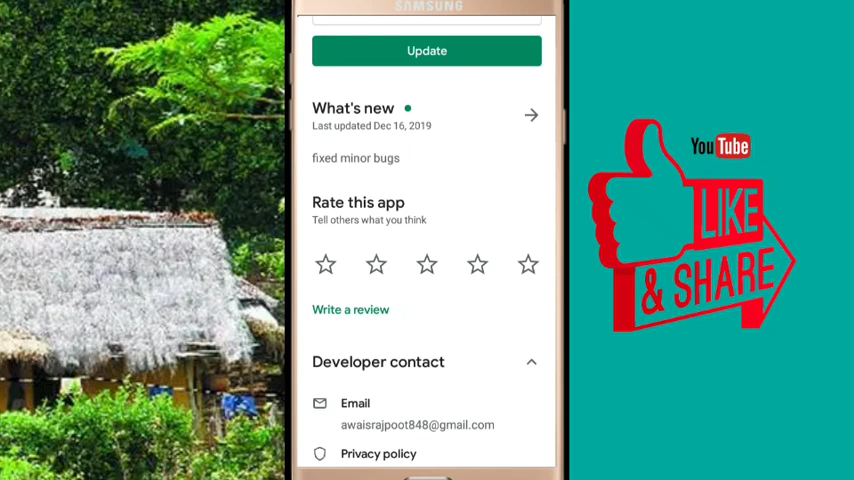 SAMSUNG
Update
What's new
Last updated Dec 16, 2019
fixed minor bugs
Rate this app
Tell others what you think
Write a review
Developer contact
Email
awaisrajpoot848@gmail.com
Privacy policy
YouTube
LIKE
& SHARE